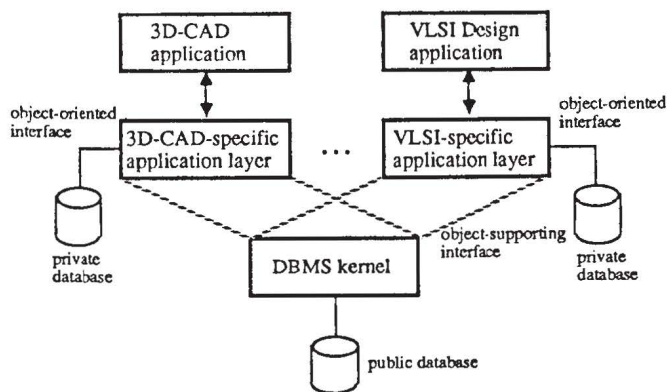 3D-CAD
application
VLSI Design
application
object-oriented
interface
3D-CAD-specific
application layer
...
VLSI-specific
application layer
object-oriented
interface
private
database
object-supporting
interface
DBMS kernel
private
database
public database